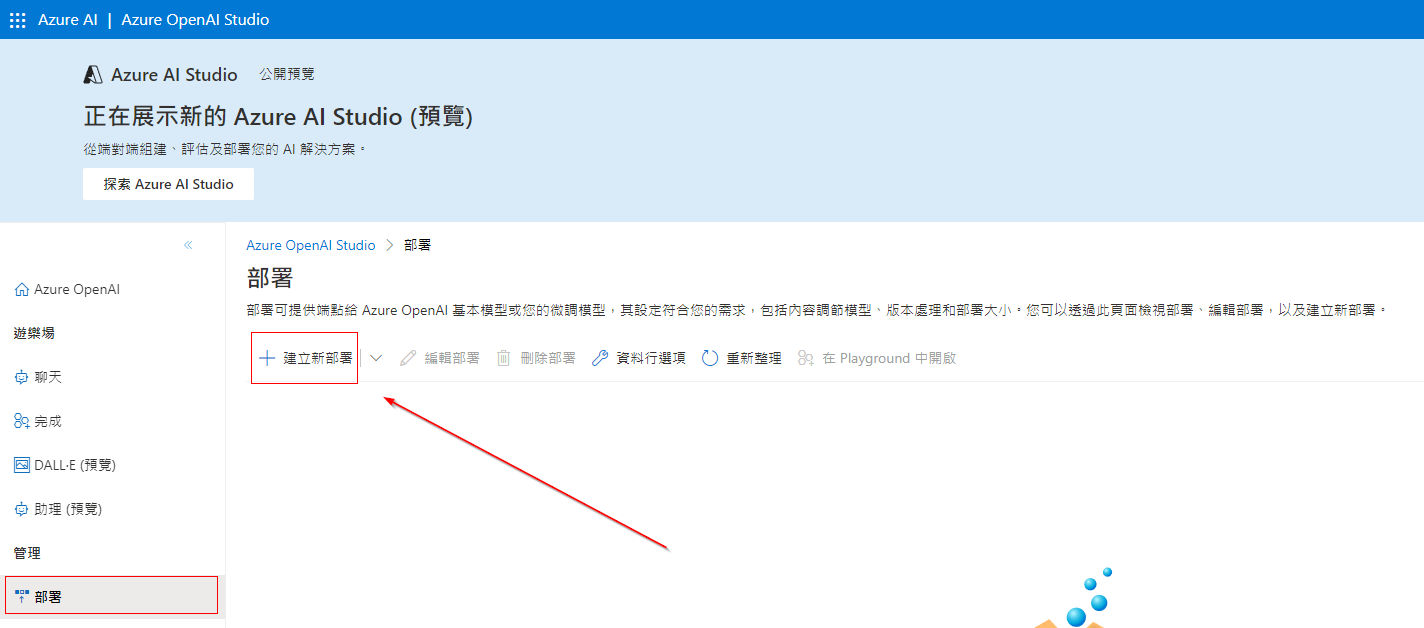 Azure AI | Azure OpenAI Studio
Azure AI Studio 公開預覽
正在展示新的 Azure AI Studio (預覽)
從端對端組建、評估及部署您的 AI 解決方案。
探索 Azure AI Studio
Azure OpenAI
遊樂場
聊天
完成
DALL·E (預覽)
助理 (預覽)
管理
部署
Azure OpenAI Studio > 部署
部署
部署可提供端點給 Azure OpenAI 基本模型或您的微調模型，其設定符合您的需求，包括內容調節模型、版本處理和部署大小。您可以透過此頁面檢視部署、編輯部署，以及建立新部署。
建立新部署 編輯部署 刪除部署 資料行選項 重新整理 在 Playground 中開啟